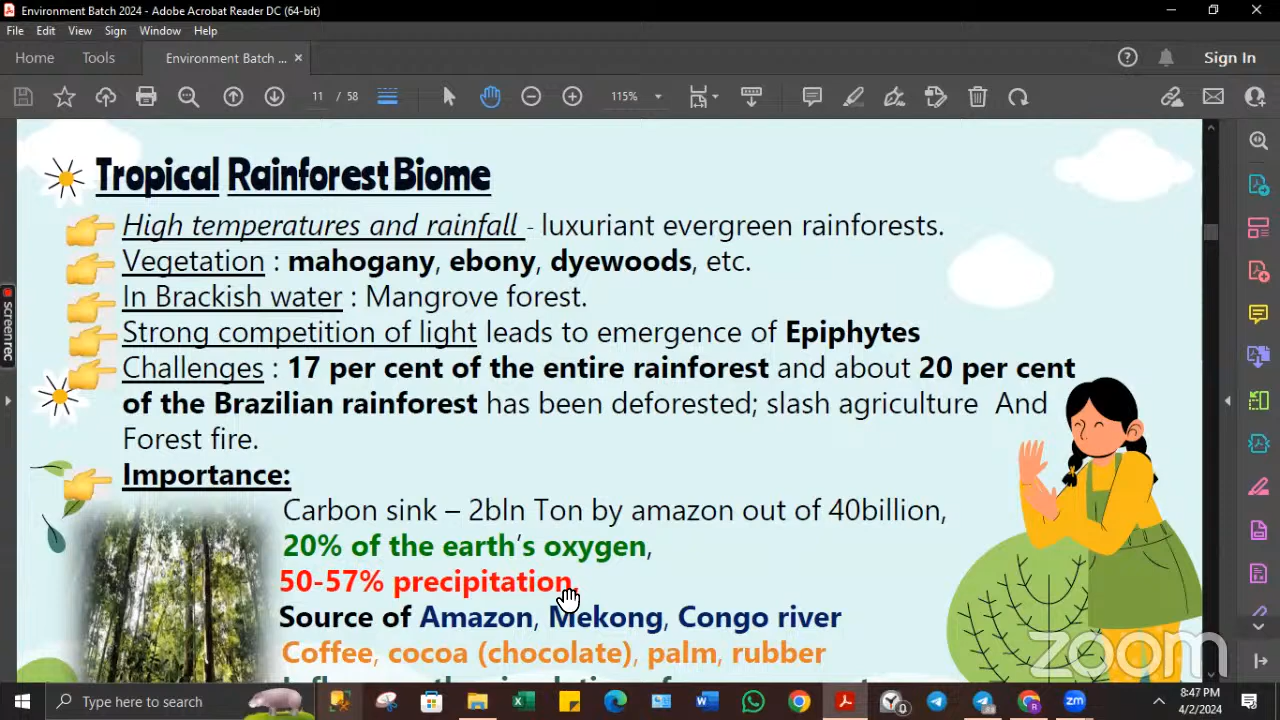 Environment Batch 2024 - Adobe Acrobat Reader DC (64-bit)
File Edit View Sign Window Help
Home Tools Environment Batch ... × Sign In
11 / 58 115%
Tropical Rainforest Biome
High temperatures and rainfall - luxuriant evergreen rainforests.
Vegetation : mahogany, ebony, dyewoods, etc.
In Brackish water : Mangrove forest.
Strong competition of light leads to emergence of Epiphytes
Challenges : 17 per cent of the entire rainforest and about 20 per cent
of the Brazilian rainforest has been deforested; slash agriculture And
Forest fire.
Importance:
Carbon sink – 2bln Ton by amazon out of 40billion,
20% of the earth's oxygen,
50-57% precipitation,
Source of Amazon, Mekong, Congo river
Coffee, cocoa (chocolate), palm, rubber
screenrec
zoom
Type here to search
8:47 PM
4/2/2024